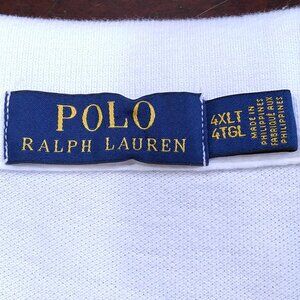 POLO
RALPH LAUREN
4XLT
4TGL
MADE IN
PHILIPPINES
FABRIQUÉ AUX
PHILIPPINES